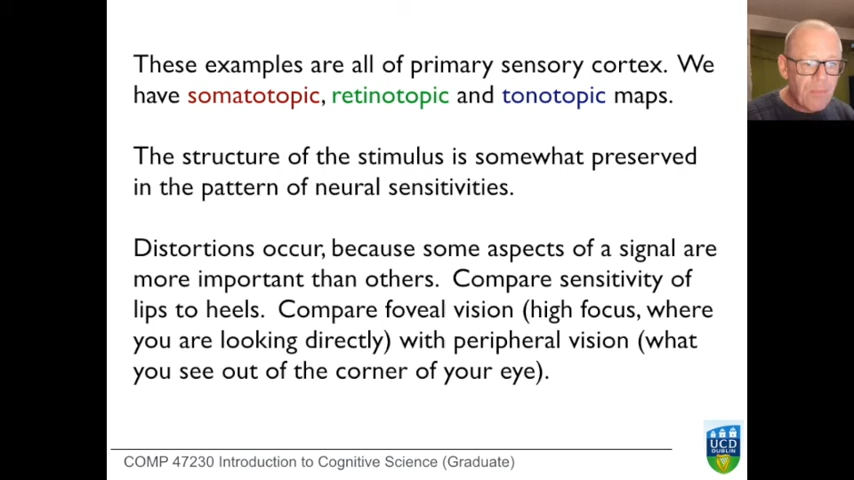 These examples are all of primary sensory cortex. We
have somatotopic, retinotopic and tonotopic maps.
The structure of the stimulus is somewhat preserved
in the pattern of neural sensitivities.
Distortions occur, because some aspects of a signal are
more important than others. Compare sensitivity of
lips to heels. Compare foveal vision (high focus, where
you are looking directly) with peripheral vision (what
you see out of the corner of your eye).
COMP 47230 Introduction to Cognitive Science (Graduate)
UCD
DUBLIN